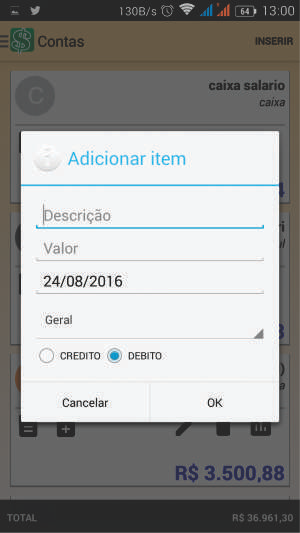 130B/s 64 13:00
Contas INSERIR
C caixa salario
caixa
Adicionar item
Descrição
Valor
24/08/2016
Geral
CREDITO DEBITO
Cancelar OK
R$ 3.500,88
TOTAL R$ 36.961,30